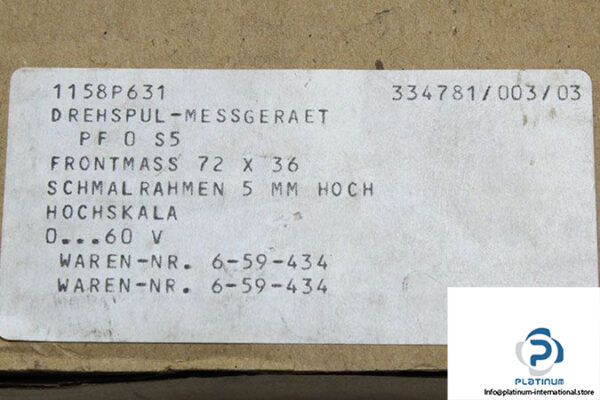 1158P631 334781/003/03
DREHSPUL-MESSGERAET
PF 0 S5
FRONTMASS 72 X 36
SCHMALRAHMEN 5 MM HOCH
HOCHSKALA
0...60 V
WAREN-NR. 6-59-434
WAREN-NR. 6-59-434
PLATINUM
Info@platinum-international.store